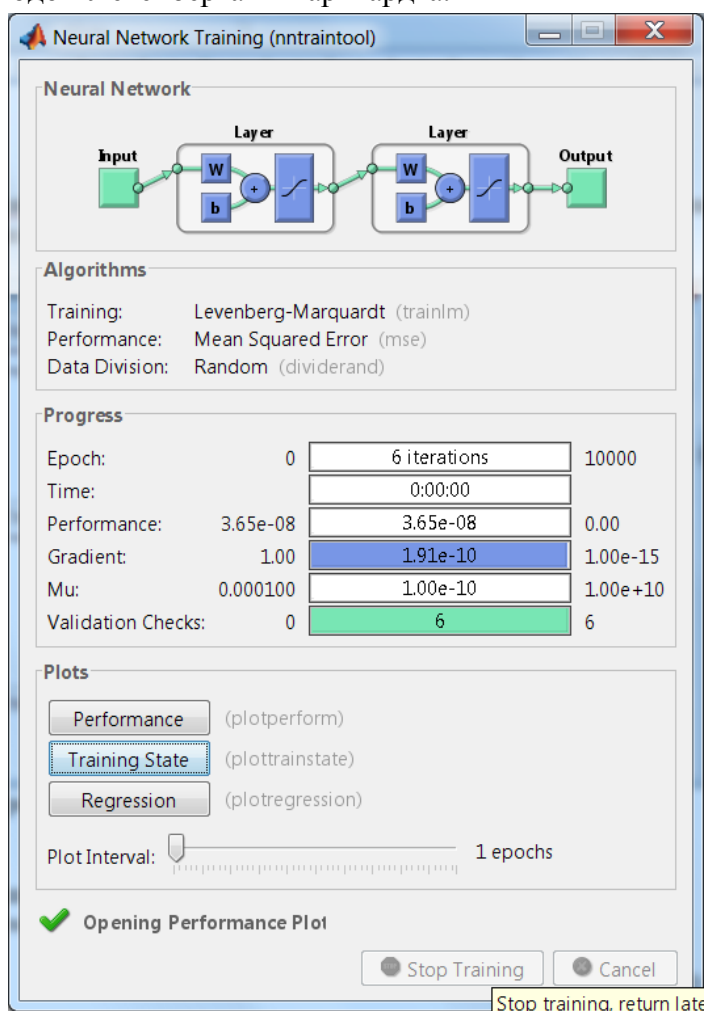 Neural Network Training (nntraintool)
Neural Network
Layer Layer
Input Output
W W
+ +
b b
Algorithms
Training: Levenberg-Marquardt (trainlm)
Performance: Mean Squared Error (mse)
Data Division: Random (dividerand)
Progress
Epoch: 0 6 iterations 10000
Time: 0:00:00
Performance: 3.65e-08 3.65e-08 0.00
Gradient: 1.00 1.91e-10 1.00e-15
Mu: 0.000100 1.00e-10 1.00e+10
Validation Checks: 0 6 6
Plots
Performance (plotperform)
Training State (plottrainstate)
Regression (plotregression)
Plot Interval: 1 epochs
Opening Performance Plot
Stop Training Cancel
Stop training, return late